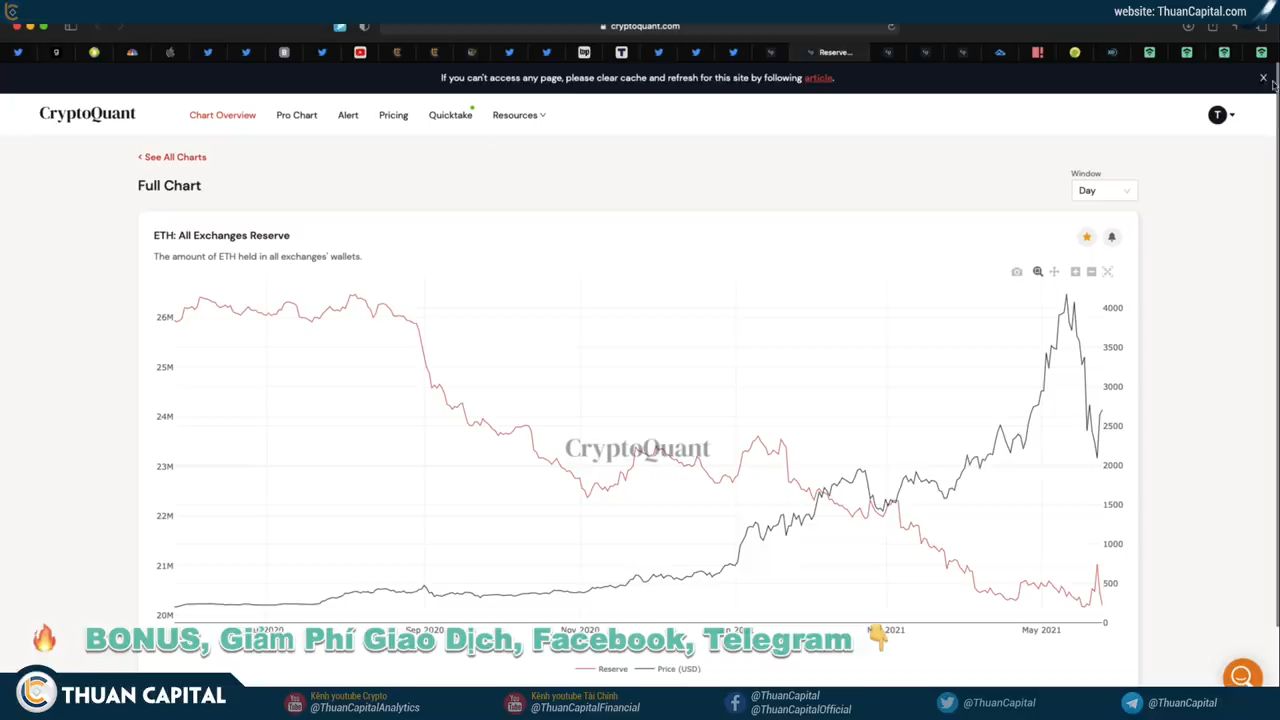 website: ThuanCapital.com
cryptoquant.com
Reserve...
If you can't access any page, please clear cache and refresh for this site by following article.
CryptoQuant
Chart Overview
Pro Chart
Alert
Pricing
Quicktake
Resources
T
< See All Charts
Full Chart
Window
Day
ETH: All Exchanges Reserve
The amount of ETH held in all exchanges' wallets.
26M
25M
24M
23M
22M
21M
20M
4000
3500
3000
2500
2000
1500
1000
500
0
CryptoQuant
Sep 2020
Nov 2020
May 2021
BONUS, Giảm Phí Giao Dịch, Facebook, Telegram
Reserve
Price (USD)
THUAN CAPITAL
Kênh youtube Crypto
@ThuanCapitalAnalytics
Kênh youtube Tài Chính
@ThuanCapitalFinancial
@ThuanCapital
@ThuanCapitalOfficial
@ThuanCapital
@ThuanCapital